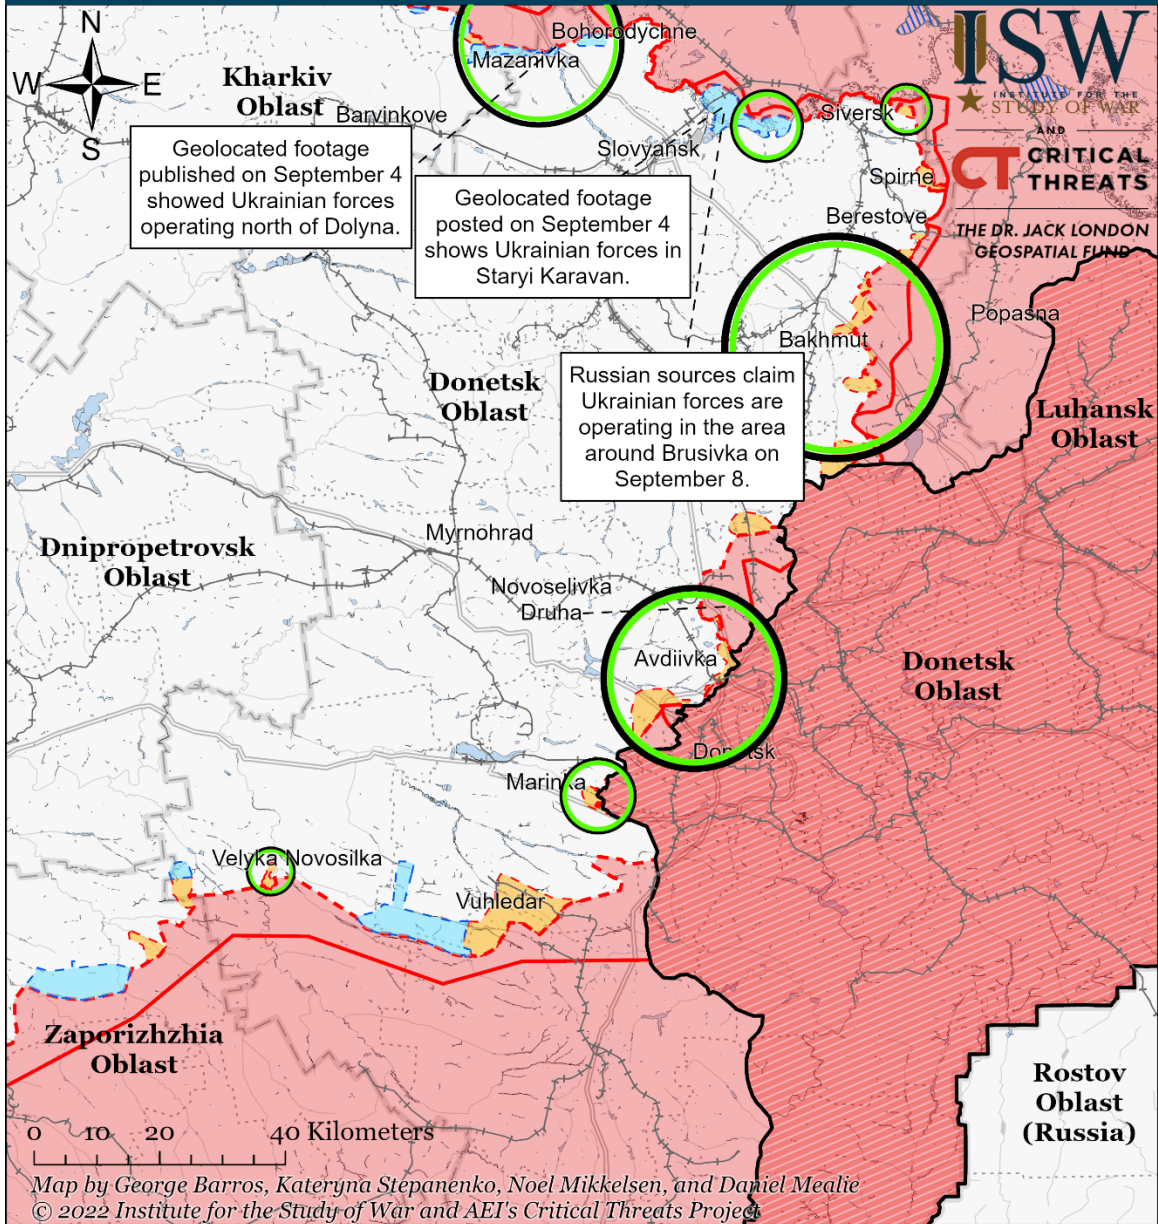 N
W
E
S
Bohorodychne
Mazanivka
Kharkiv
Oblast
Barvinkove
Siversk
Slovyansk
ISW
INSTITUTE FOR THE
STUDY OF WAR
AND
CT CRITICAL
THREATS
THE DR. JACK LONDON
GEOSPATIAL FUND
Geolocated footage
published on September 4
showed Ukrainian forces
operating north of Dolyna.
Geolocated footage
posted on September 4
shows Ukrainian forces in
Staryi Karavan.
Spirne
Berestove
Popasna
Bakhmut
Donetsk
Oblast
Russian sources claim
Ukrainian forces are
operating in the area
around Brusivka on
September 8.
Luhansk
Oblast
Myrnohrad
Dnipropetrovsk
Oblast
Novoselivka
Druha
Avdiivka
Donetsk
Oblast
Donetsk
Marinka
Velyka Novosilka
Vuhledar
Zaporizhzhia
Oblast
Rostov
Oblast
(Russia)
0 10 20 40 Kilometers
Map by George Barros, Kateryna Stepanenko, Noel Mikkelsen, and Daniel Mealie
© 2022 Institute for the Study of War and AEI's Critical Threats Project